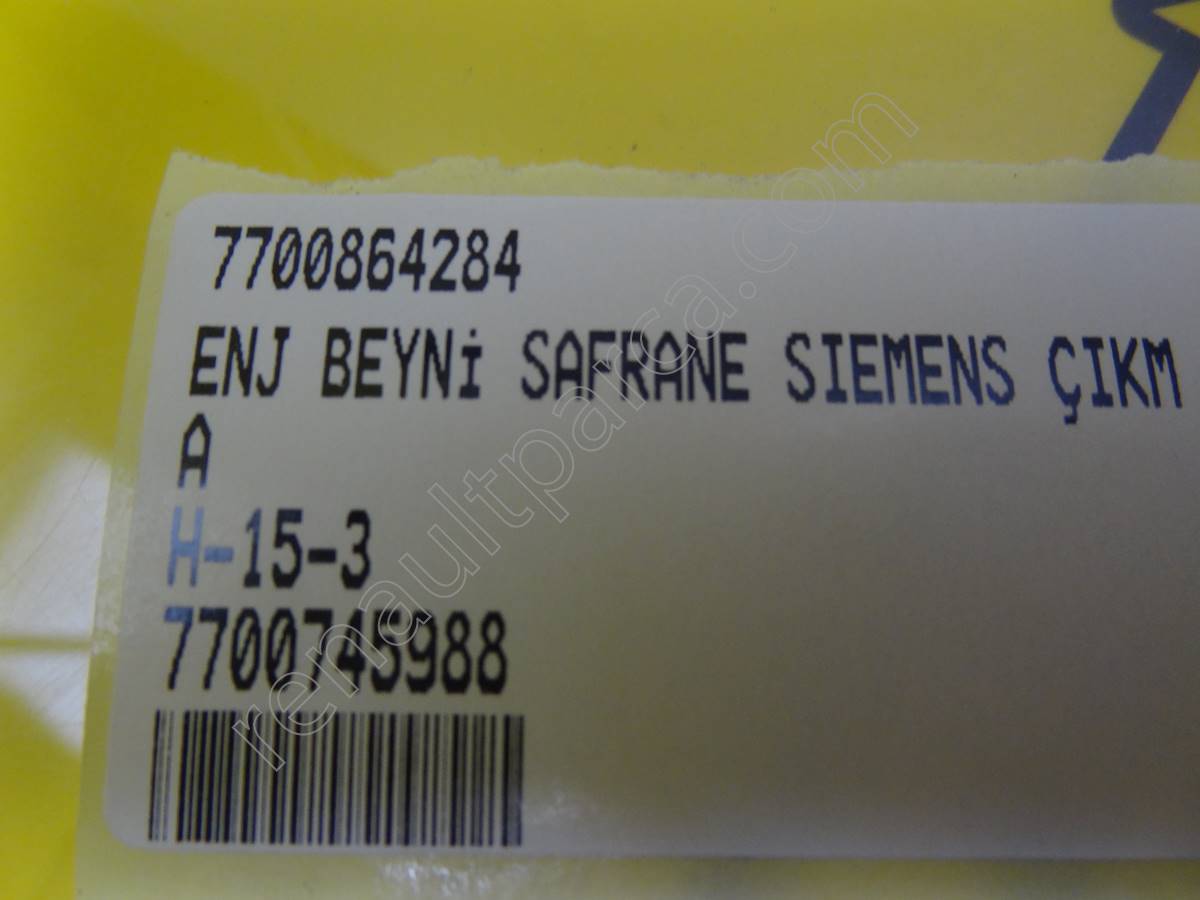 7700864284
ENJ BEYNİ SAFRANE SIEMENS ÇIKM
A
H-15-3
7700745988
renaultparca.com